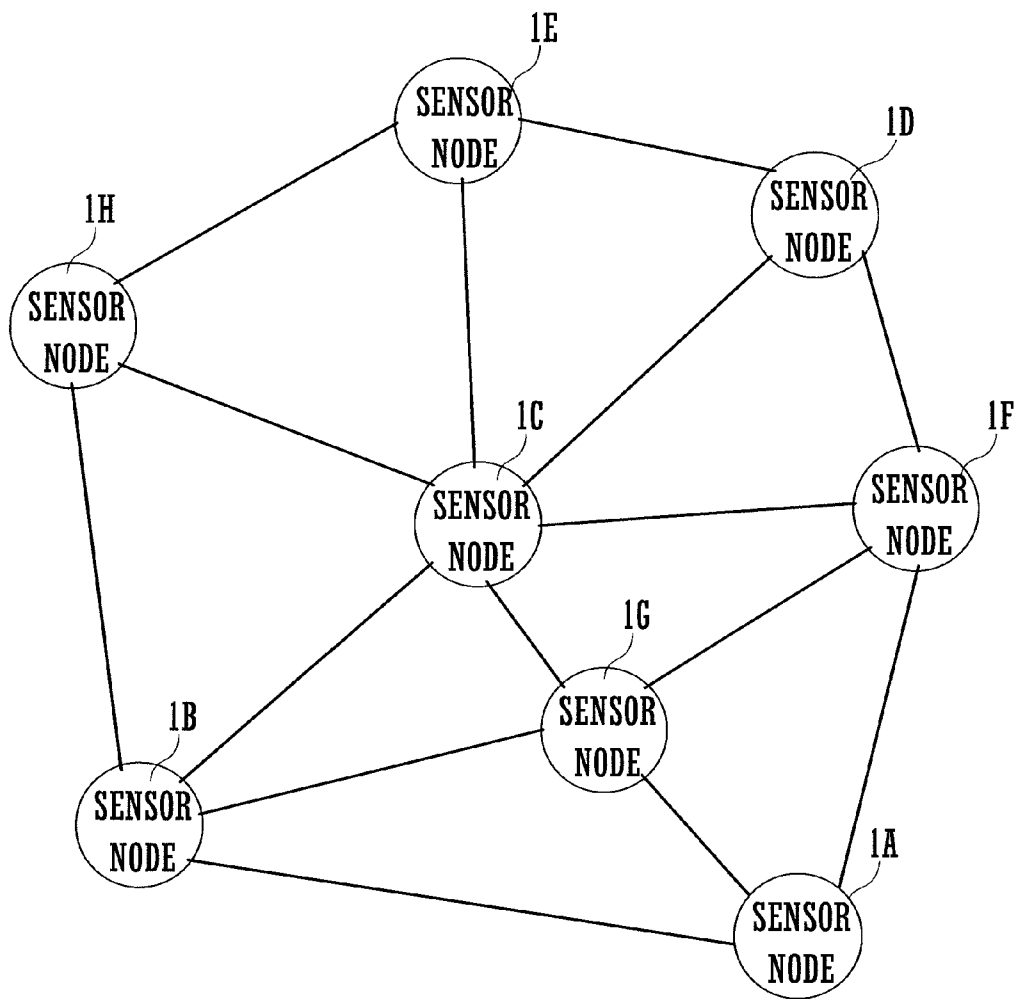 1E
SENSOR
NODE
1D
SENSOR
NODE
1H
SENSOR
NODE
1C
SENSOR
NODE
1F
SENSOR
NODE
1G
SENSOR
NODE
1B
SENSOR
NODE
1A
SENSOR
NODE